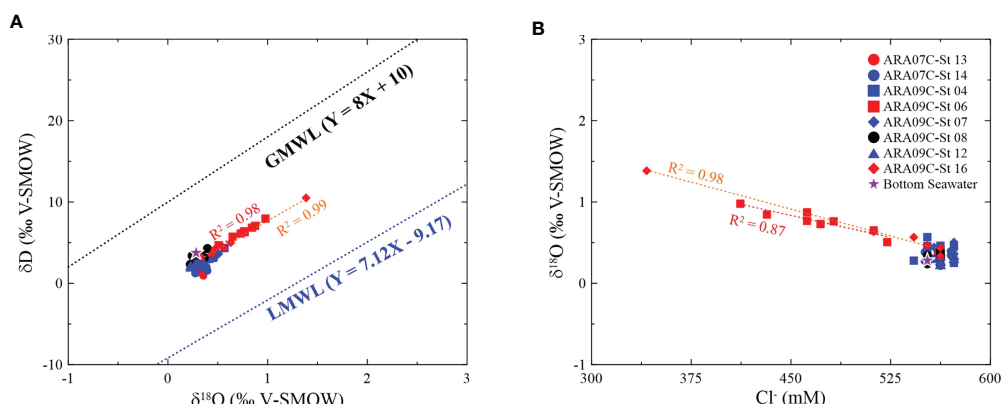 A
30
20
10
0
-10
δD (‰ V-SMOW)
GMWL (Y = 8X + 10)
R² = 0.98
R² = 0.99
LMWL (Y = 7.12X - 9.17)
-1 0 1 2 3
δ¹⁸O (‰ V-SMOW)
B
3
2
1
0
-1
δ¹⁸O (‰ V-SMOW)
R² = 0.98
R² = 0.87
ARA07C-St 13
ARA07C-St 14
ARA09C-St 04
ARA09C-St 06
ARA09C-St 07
ARA09C-St 08
ARA09C-St 12
ARA09C-St 16
Bottom Seawater
300 375 450 525 600
Cl⁻ (mM)